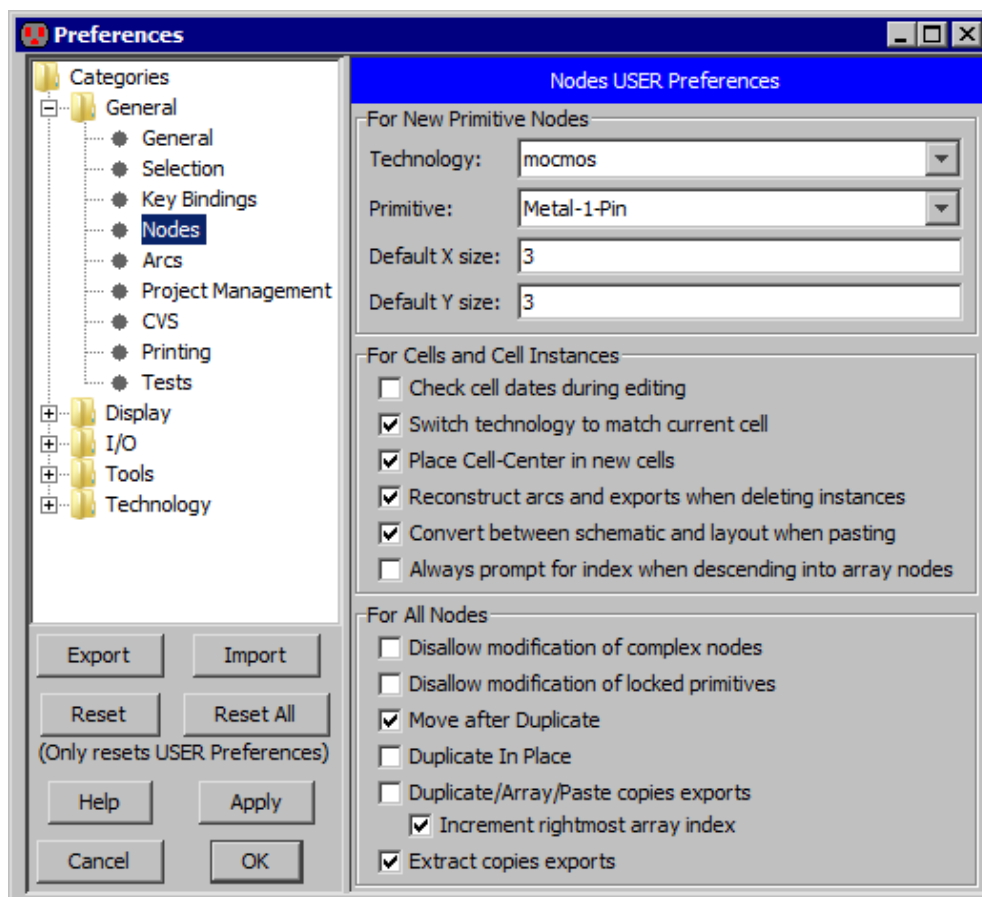 Preferences
Categories
General
General
Selection
Key Bindings
Nodes
Arcs
Project Management
CVS
Printing
Tests
Display
I/O
Tools
Technology
Export Import
Reset Reset All
(Only resets USER Preferences)
Help Apply
Cancel OK
Nodes USER Preferences
For New Primitive Nodes
Technology: mocmos
Primitive: Metal-1-Pin
Default X size: 3
Default Y size: 3
For Cells and Cell Instances
Check cell dates during editing
Switch technology to match current cell
Place Cell-Center in new cells
Reconstruct arcs and exports when deleting instances
Convert between schematic and layout when pasting
Always prompt for index when descending into array nodes
For All Nodes
Disallow modification of complex nodes
Disallow modification of locked primitives
Move after Duplicate
Duplicate In Place
Duplicate/Array/Paste copies exports
Increment rightmost array index
Extract copies exports